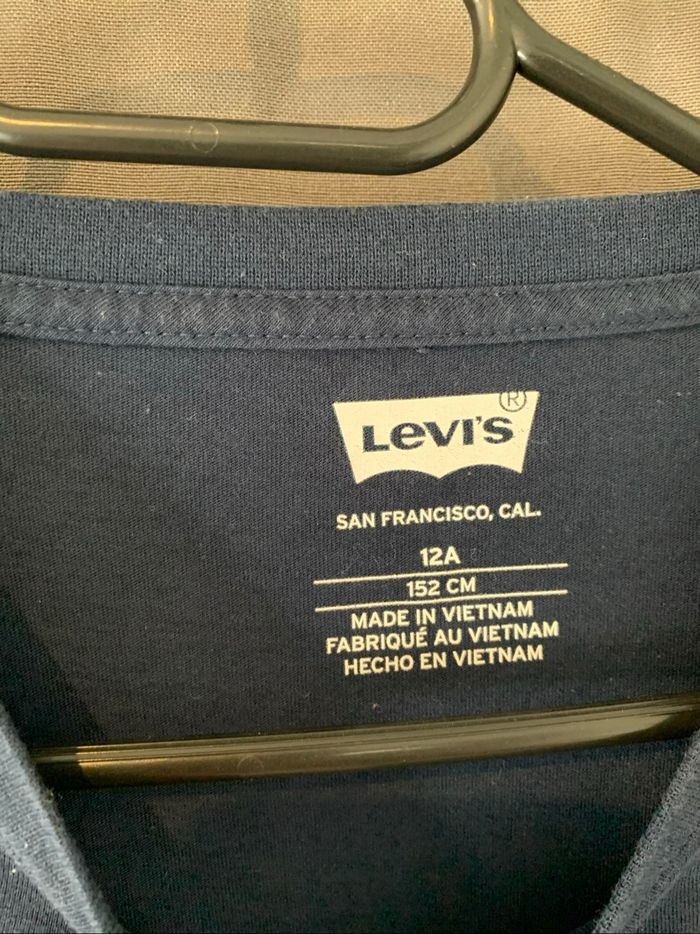 LEVI'S®
SAN FRANCISCO, CAL.
12A
152 CM
MADE IN VIETNAM
FABRIQUÉ AU VIETNAM
HECHO EN VIETNAM